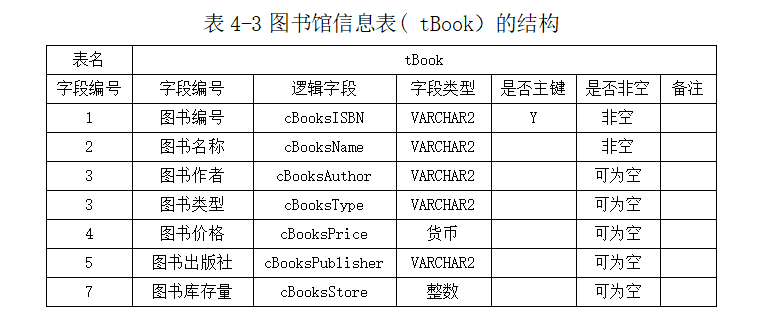 表 4-3 图书馆信息表( tBook) 的结构
表名 tBook
字段编号 字段编号 逻辑字段 字段类型 是否主键 是否非空 备注
1 图书编号 cBooksISBN VARCHAR2 Y 非空
2 图书名称 cBooksName VARCHAR2 非空
3 图书作者 cBooksAuthor VARCHAR2 可为空
3 图书类型 cBooksType VARCHAR2 可为空
4 图书价格 cBooksPrice 货币 可为空
5 图书出版社 cBooksPublisher VARCHAR2 可为空
7 图书库存量 cBooksStore 整数 可为空